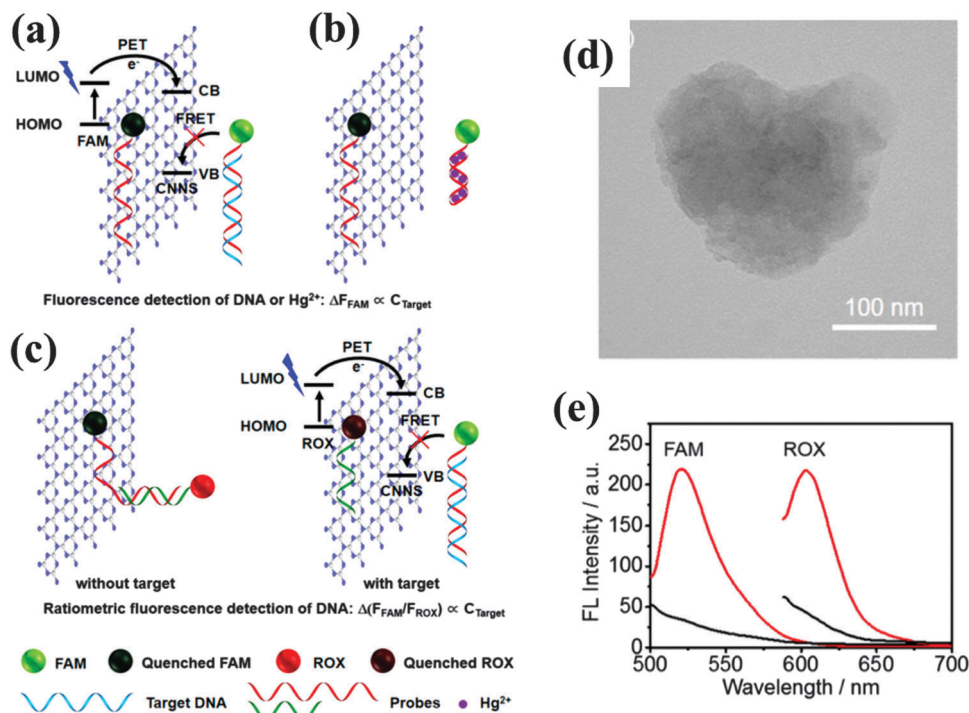 (a)
PET
e-
LUMO
CB
FRET
HOMO
FAM
VB
CNNS
(b)
Fluorescence detection of DNA or Hg²⁺: ΔF_FAM ∝ C_Target
(c)
PET
e-
LUMO
CB
FRET
HOMO
ROX
VB
CNNS
without target
with target
Ratiometric fluorescence detection of DNA: Δ(F_FAM/F_ROX) ∝ C_Target
FAM Quenched FAM ROX Quenched ROX
Target DNA Probes Hg²⁺
(d)
100 nm
(e)
FAM ROX
FL Intensity / a.u.
250
200
150
100
50
0
500 550 600 650 700
Wavelength / nm